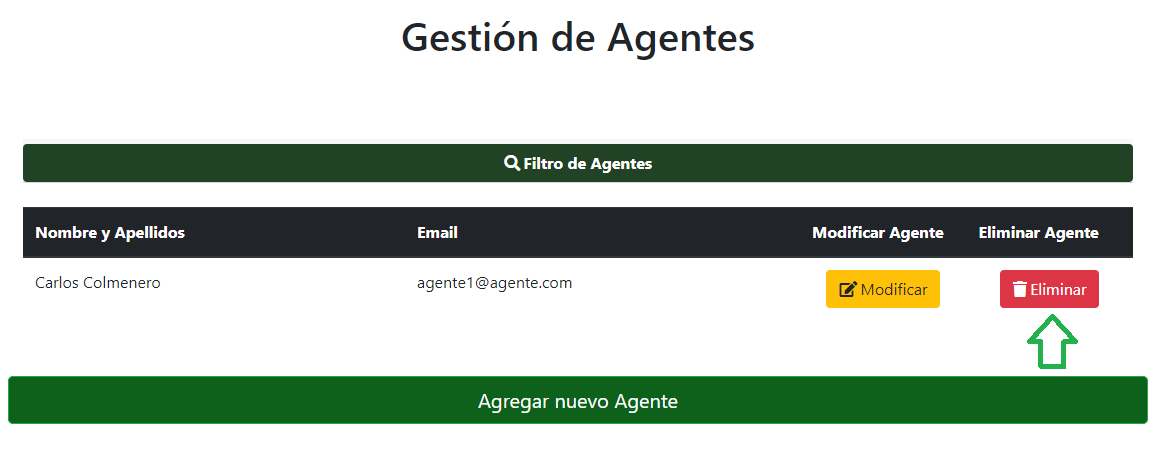 Gestión de Agentes
Filtro de Agentes
Nombre y Apellidos Email Modificar Agente Eliminar Agente
Carlos Colmenero agente1@agente.com Modificar Eliminar
Agregar nuevo Agente